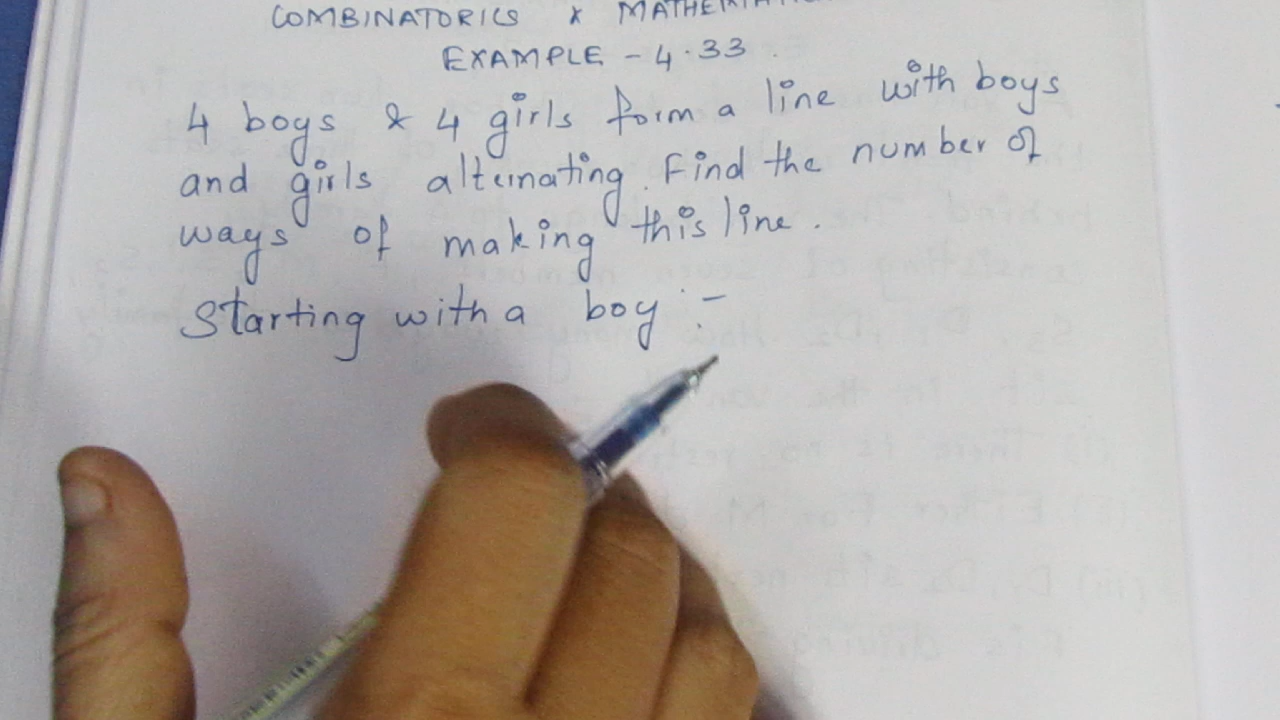 COMBINATORICS & MATHEMATICAL
EXAMPLE - 4.33
4 boys & 4 girls form a line with boys
and girls alternating. Find the number of
ways of making this line.
Starting with a boy :-